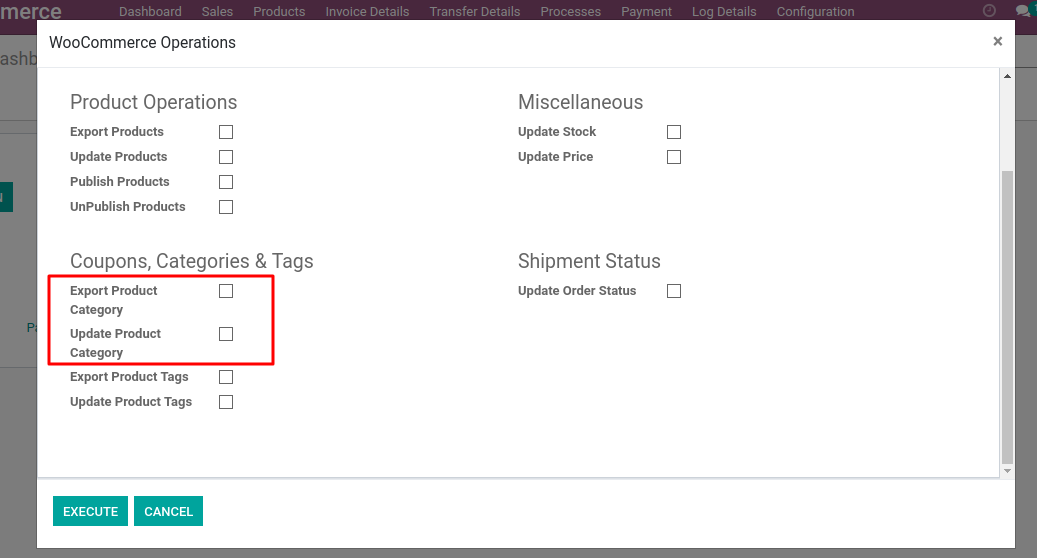 merce Dashboard Sales Products Invoice Details Transfer Details Processes Payment Log Details Configuration
WooCommerce Operations ×
ashb
Product Operations
Export Products
Update Products
Publish Products
UnPublish Products
Miscellaneous
Update Stock
Update Price
Coupons, Categories & Tags
Export Product
Category
Update Product
Category
Export Product Tags
Update Product Tags
Shipment Status
Update Order Status
EXECUTE CANCEL